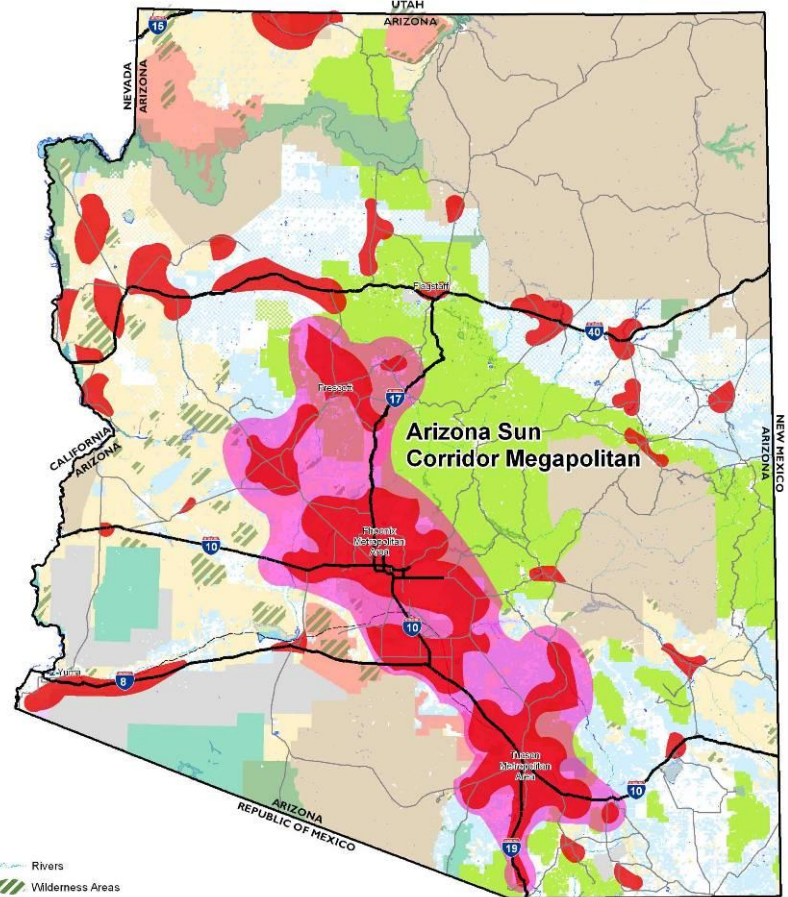 UTAH
ARIZONA
15
NEVADA
ARIZONA
Flagstaff
40
Prescott
17
Arizona Sun
Corridor Megapolitan
CALIFORNIA
ARIZONA
NEW MEXICO
ARIZONA
10
Phoenix
Metropolitan
Area
10
Yuma
8
Tucson
Metropolitan
Area
10
ARIZONA
REPUBLIC OF MEXICO
19
Rivers
Wilderness Areas